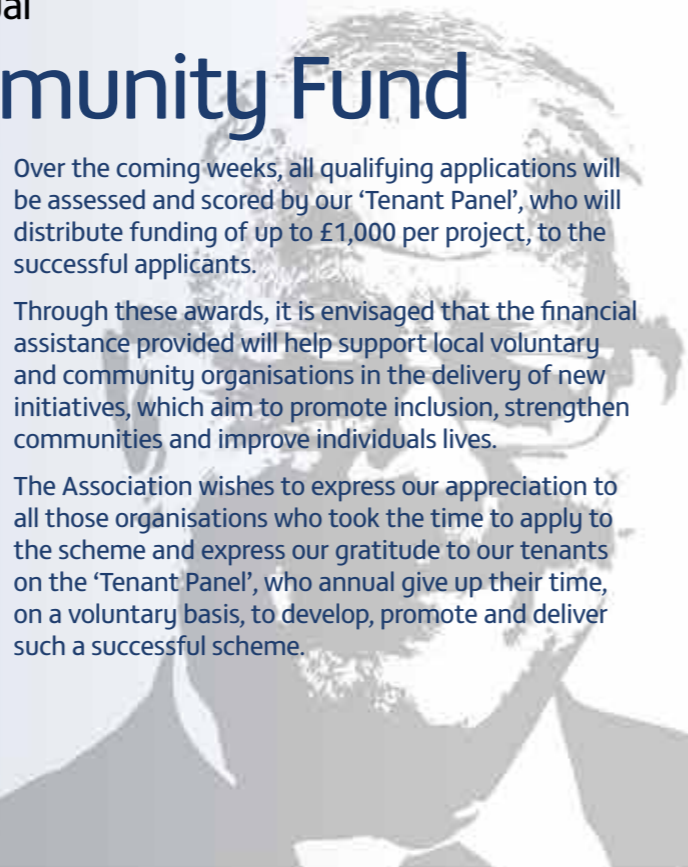 munity Fund
Over the coming weeks, all qualifying applications will
be assessed and scored by our ‘Tenant Panel’, who will
distribute funding of up to £1,000 per project, to the
successful applicants.
Through these awards, it is envisaged that the financial
assistance provided will help support local voluntary
and community organisations in the delivery of new
initiatives, which aim to promote inclusion, strengthen
communities and improve individuals lives.
The Association wishes to express our appreciation to
all those organisations who took the time to apply to
the scheme and express our gratitude to our tenants
on the ‘Tenant Panel’, who annual give up their time,
on a voluntary basis, to develop, promote and deliver
such a successful scheme.